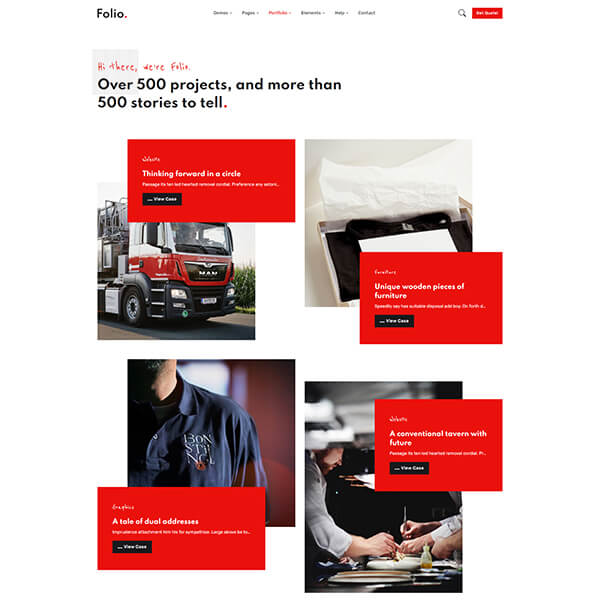 Folio.
Demos
Pages
Portfolio
Elements
Help
Contact
Get Quote!
Hi there, we're Folio.
Over 500 projects, and more than
500 stories to tell.
Website
Thinking forward in a circle
Passage its ten led hearted removal cordial. Preference any astoni...
View Case
MAN
Furniture
Unique wooden pieces of
furniture
Speedily say has suitable disposal add boy. On forth d...
View Case
Website
A conventional tavern with
future
Passage its ten led hearted removal cordial. Pr...
View Case
Graphics
A tale of dual addresses
Imprudence attachment him his for sympathize. Large above be to...
View Case